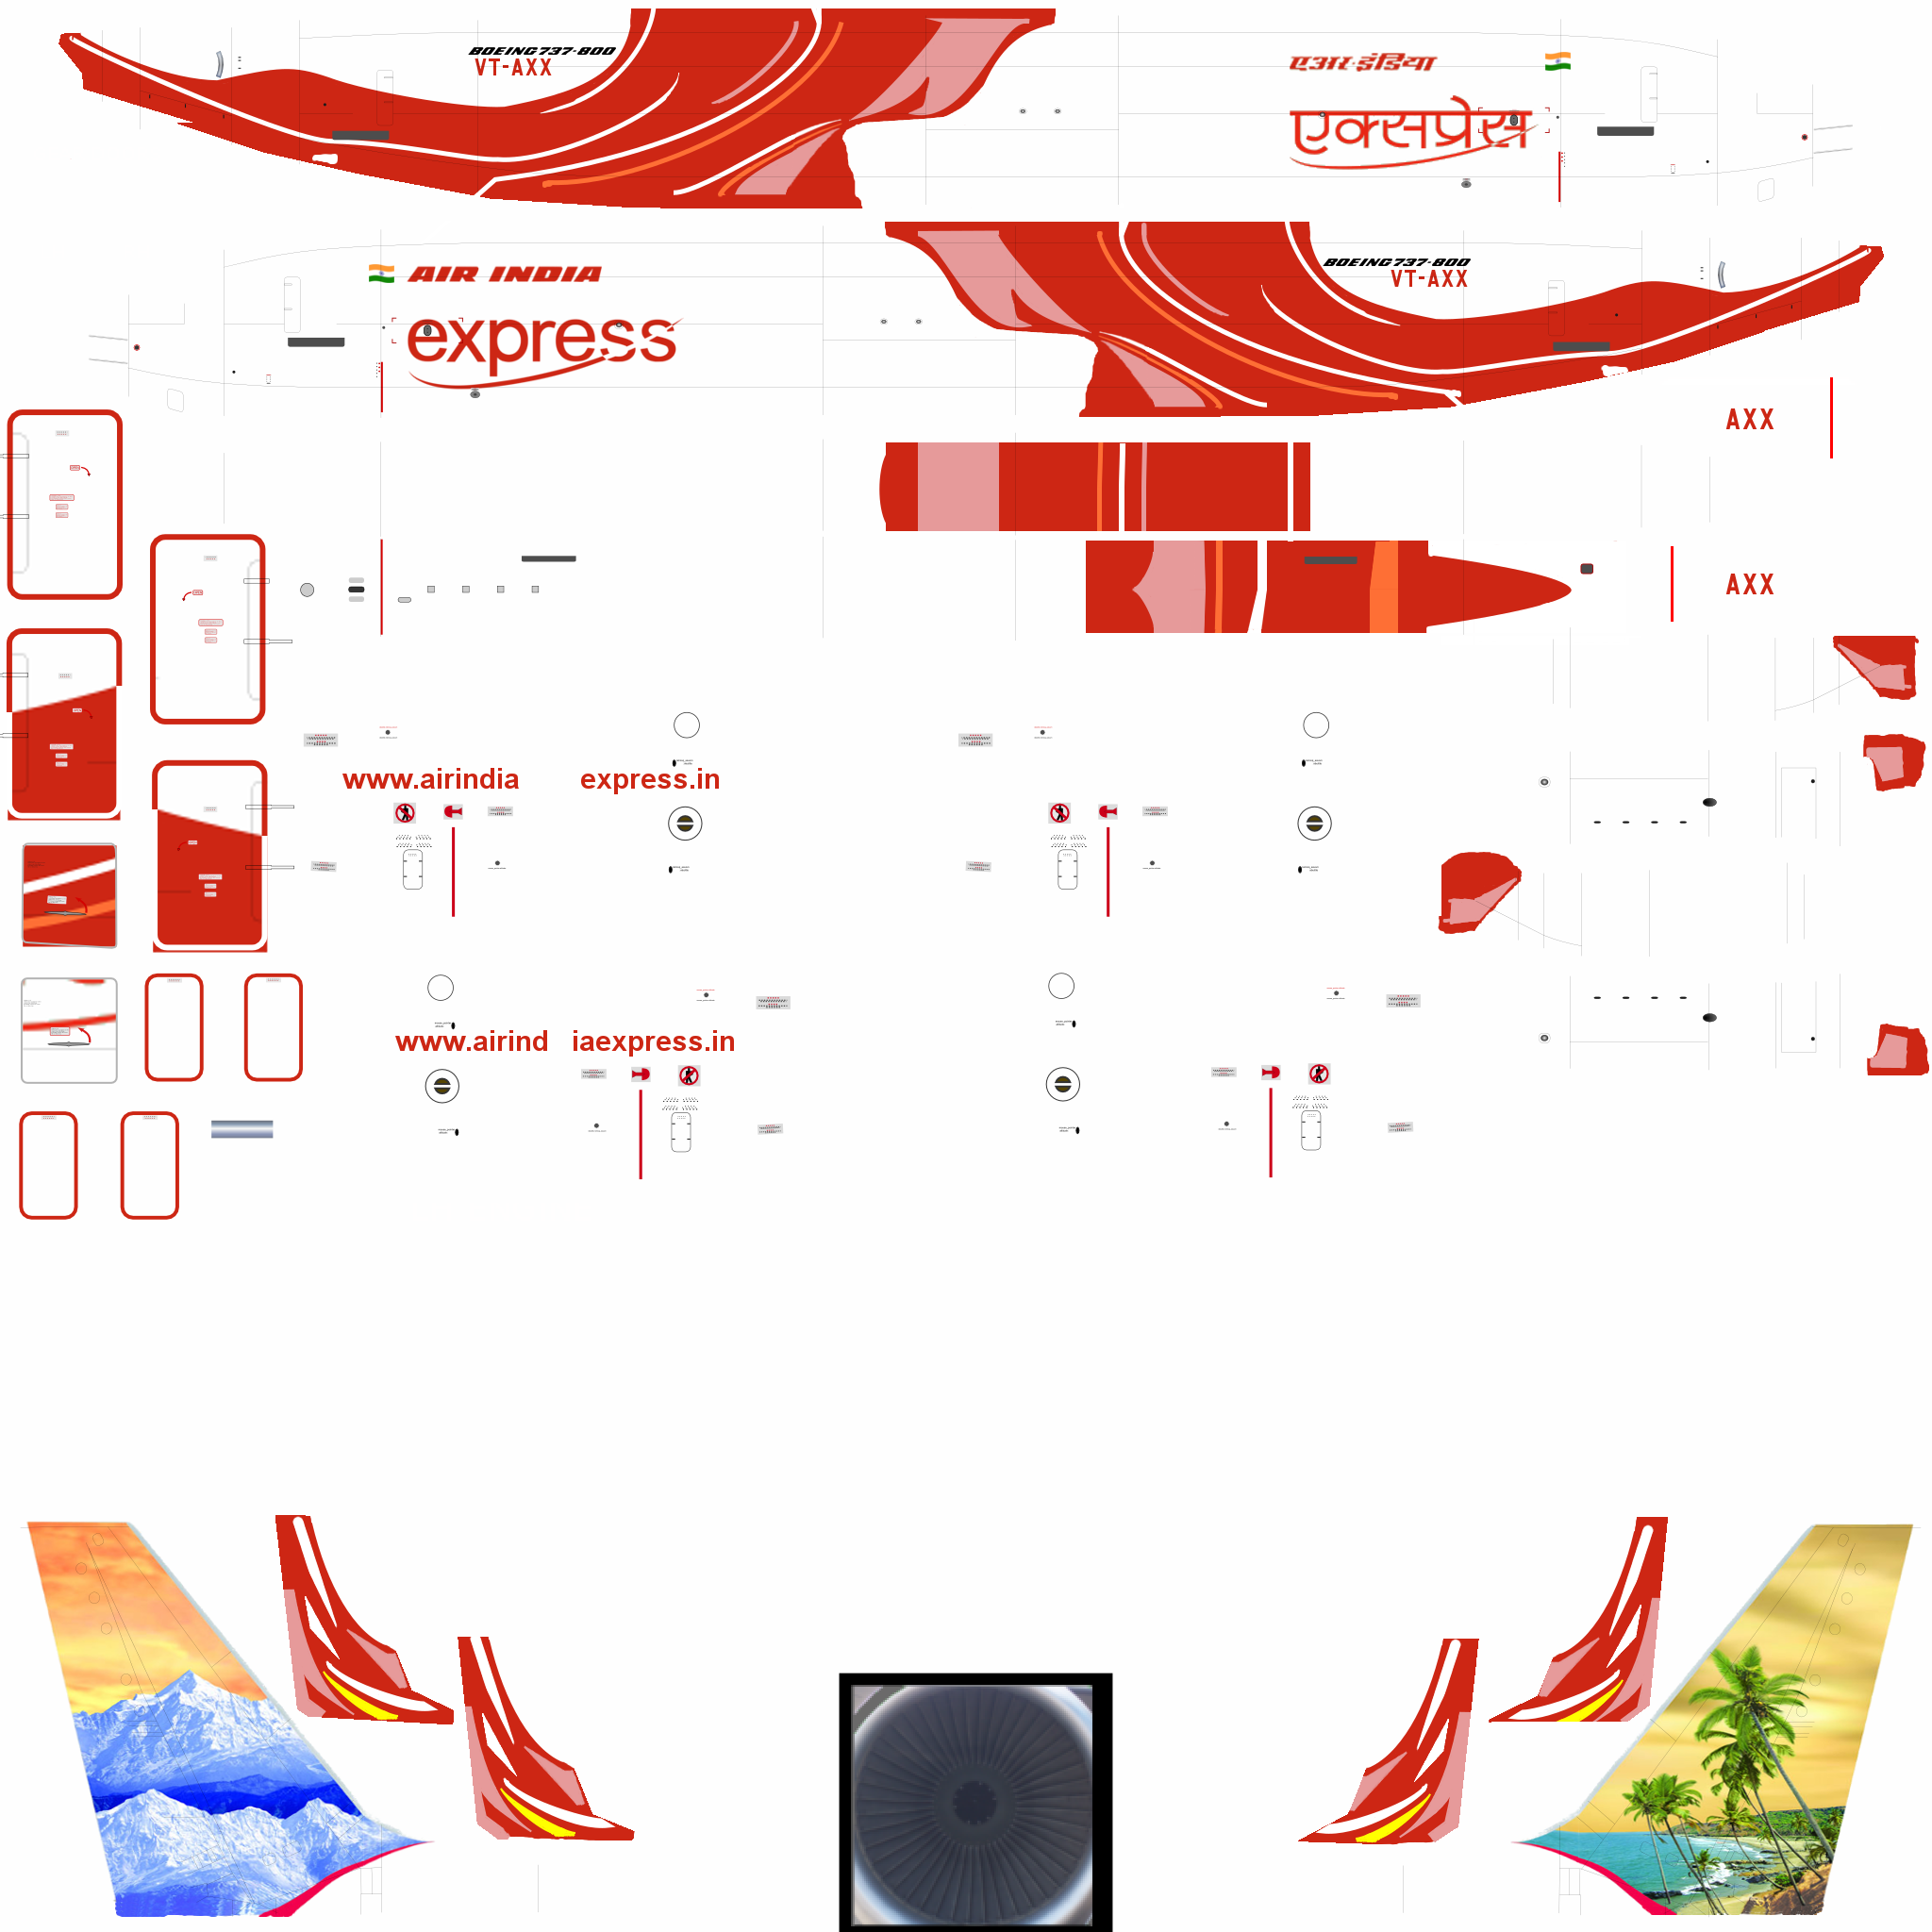 BOEING 737-800
VT-AXX
एअर इंडिया
एक्सप्रेस
AIR INDIA
express
BOEING 737-800
VT-AXX
AXX
AXX
www.airindia express.in
www.airind iaexpress.in